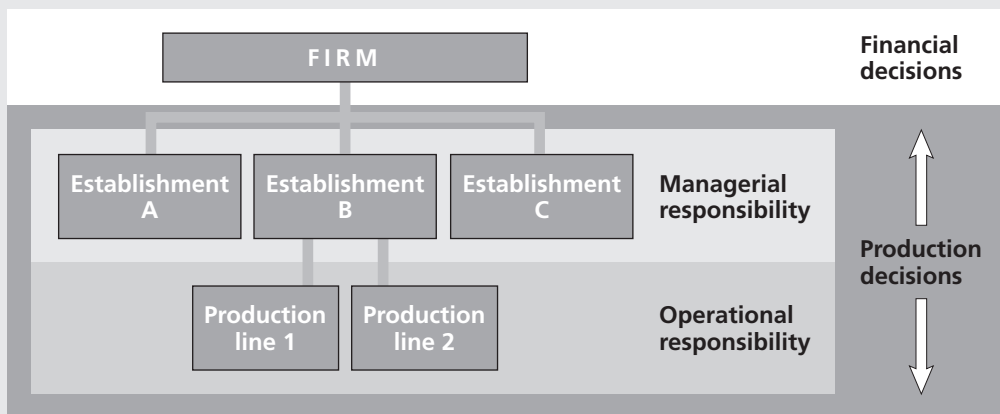 FIRM
Financial
decisions
Establishment
A
Establishment
B
Establishment
C
Managerial
responsibility
Production
decisions
Production
line 1
Production
line 2
Operational
responsibility